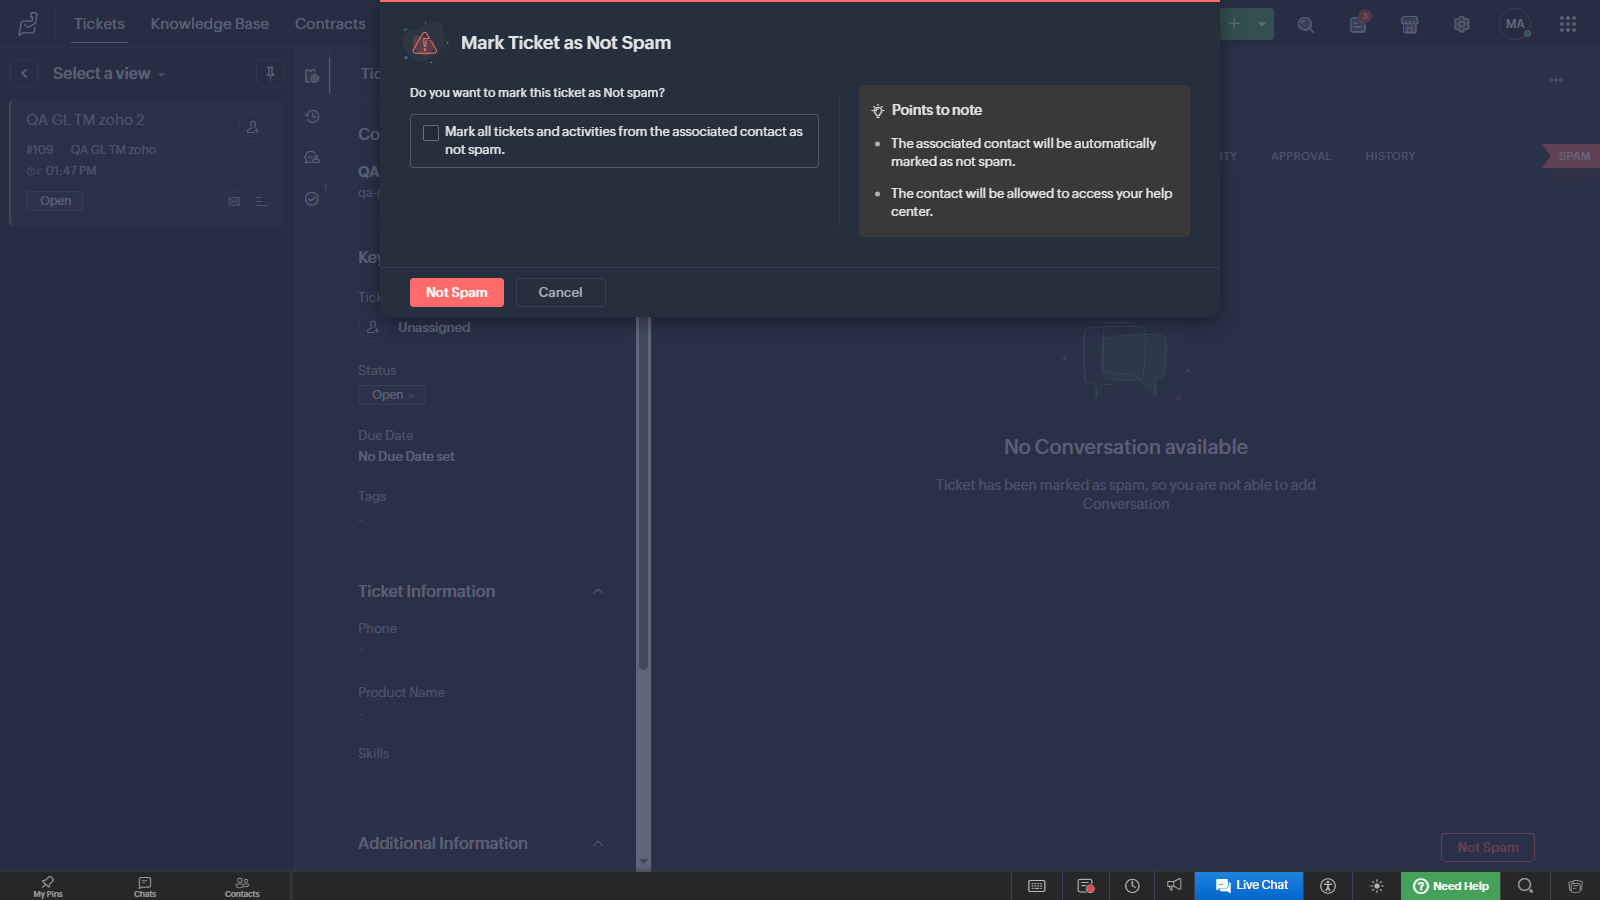 Tickets
Knowledge Base
Contracts
3
MA
Select a view
QA GL TM zoho 2
#109
QA GL TM zoho
01:47 PM
Open
1
Mark Ticket as Not Spam
Do you want to mark this ticket as Not spam?
Mark all tickets and activities from the associated contact as
not spam.
Points to note
The associated contact will be automatically
marked as not spam.
The contact will be allowed to access your help
center.
Not Spam
Cancel
APPROVAL
HISTORY
SPAM
QA
Unassigned
Status
Open
Due Date
No Due Date set
Tags
-
Ticket Information
Phone
-
Product Name
-
Skills
-
Additional Information
No Conversation available
Ticket has been marked as spam, so you are not able to add
Conversation
Not Spam
My Pins
Chats
Contacts
Live Chat
Need Help